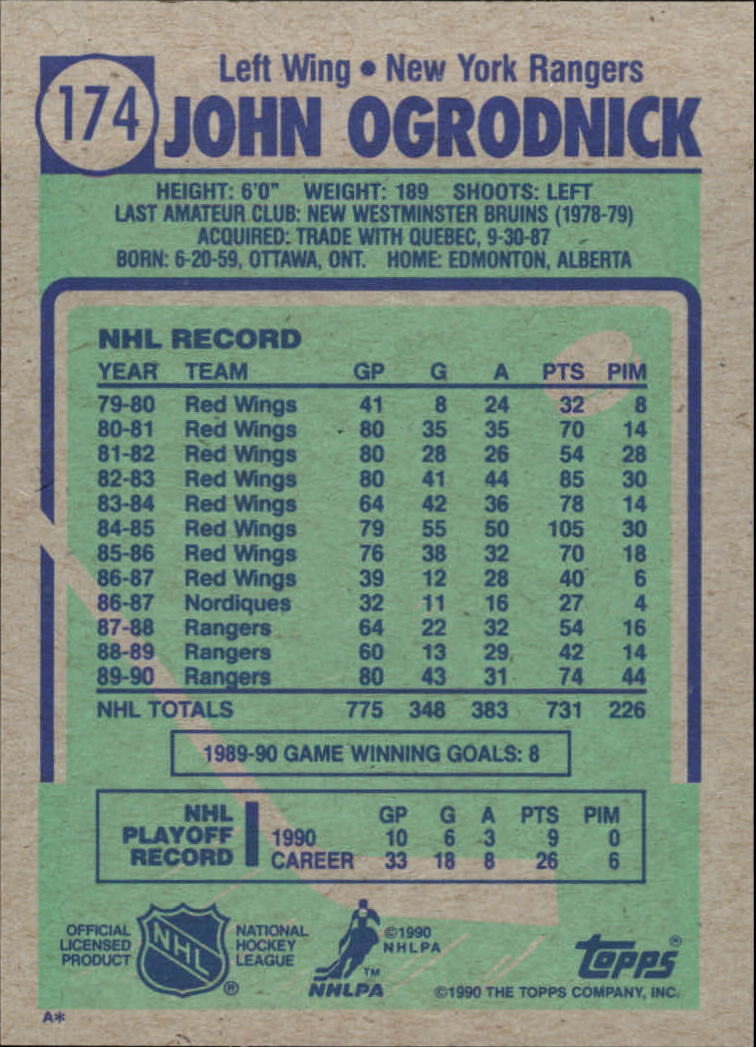 174
Left Wing • New York Rangers
JOHN OGRODNICK
HEIGHT: 6'0" WEIGHT: 189 SHOOTS: LEFT
LAST AMATEUR CLUB: NEW WESTMINSTER BRUINS (1978-79)
ACQUIRED: TRADE WITH QUEBEC, 9-30-87
BORN: 6-20-59, OTTAWA, ONT. HOME: EDMONTON, ALBERTA
NHL RECORD
YEAR TEAM GP G A PTS PIM
79-80 Red Wings 41 8 24 32 8
80-81 Red Wings 80 35 35 70 14
81-82 Red Wings 80 28 26 54 28
82-83 Red Wings 80 41 44 85 30
83-84 Red Wings 64 42 36 78 14
84-85 Red Wings 79 55 50 105 30
85-86 Red Wings 76 38 32 70 18
86-87 Red Wings 39 12 28 40 6
86-87 Nordiques 32 11 16 27 4
87-88 Rangers 64 22 32 54 16
88-89 Rangers 60 13 29 42 14
89-90 Rangers 80 43 31 74 44
NHL TOTALS 775 348 383 731 226
1989-90 GAME WINNING GOALS: 8
NHL PLAYOFF RECORD
GP G A PTS PIM
1990 10 6 3 9 0
CAREER 33 18 8 26 6
OFFICIAL
LICENSED
PRODUCT
NHL
®
NATIONAL
HOCKEY
LEAGUE
©1990
NHLPA
TM
NHLPA
topps®
©1990 THE TOPPS COMPANY, INC.
A*